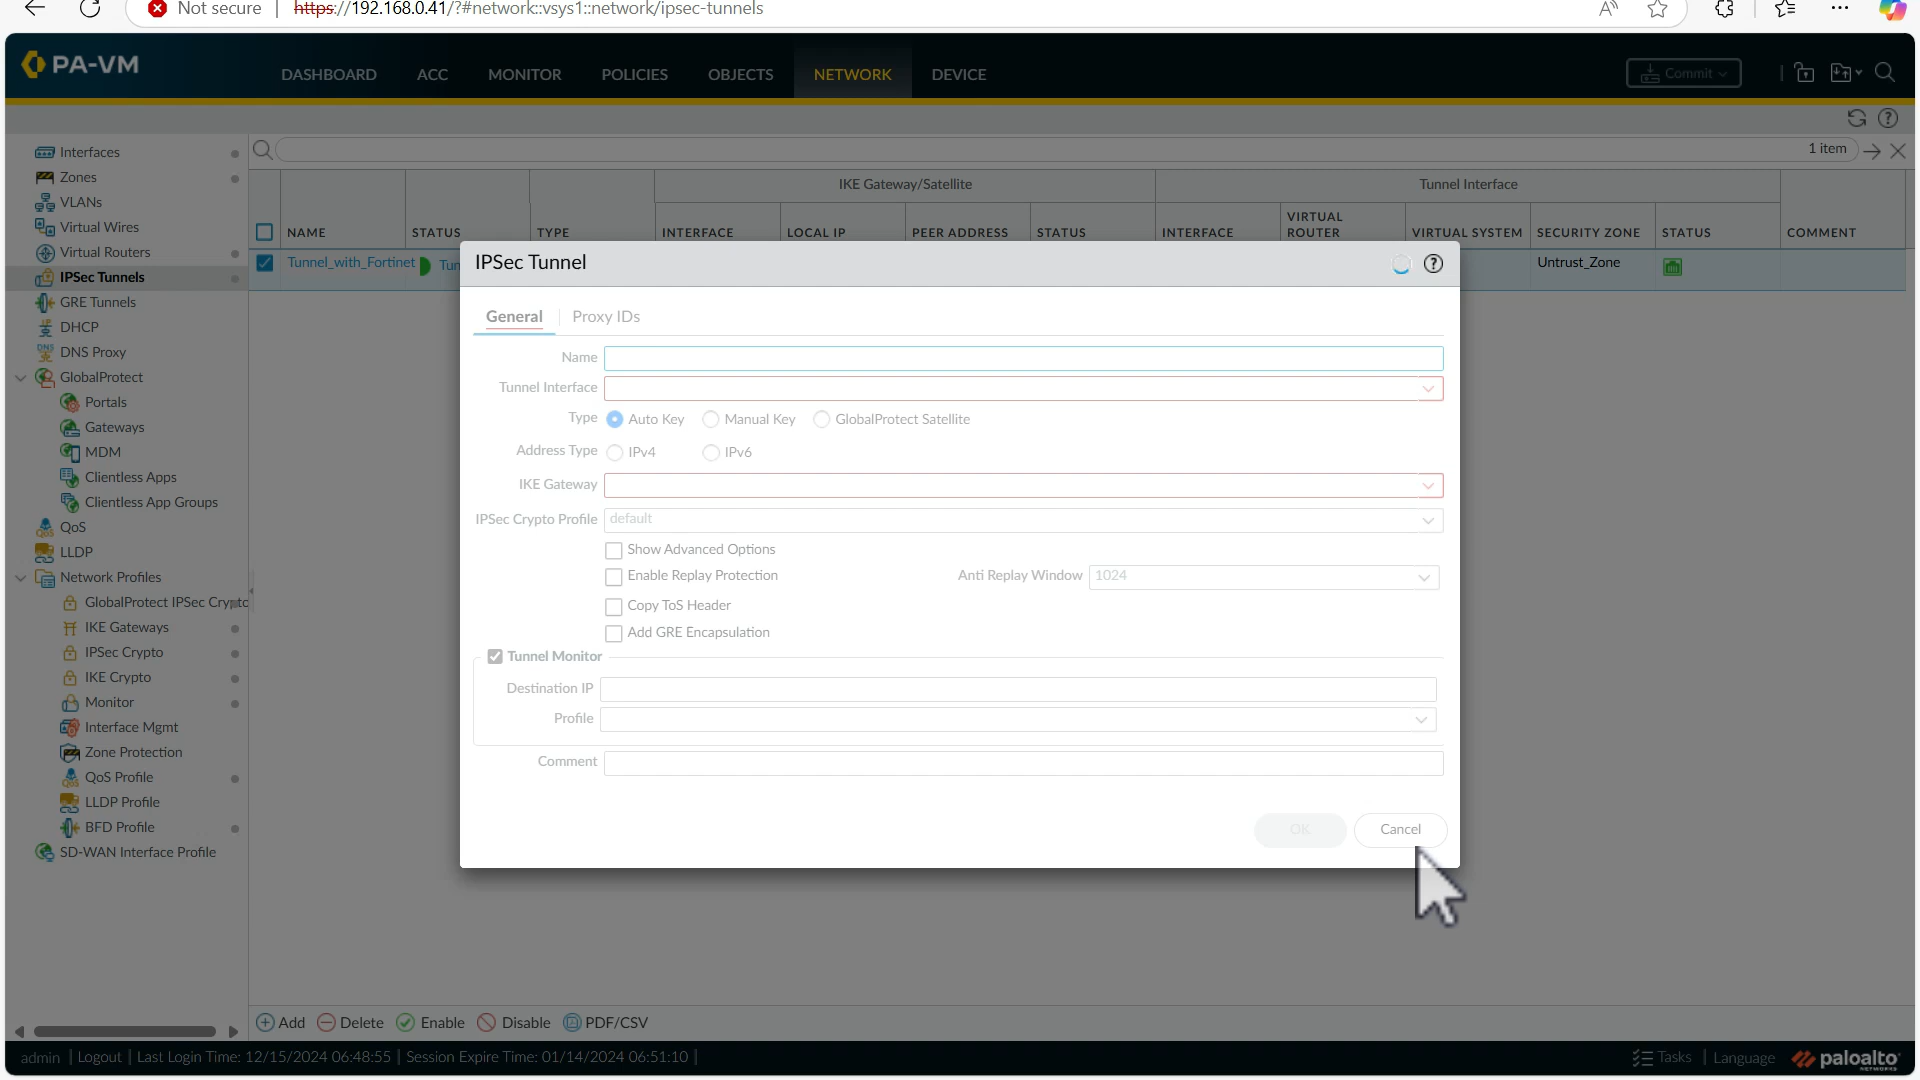 Not secure | https://192.168.0.41/?#network::vsys1::network/ipsec-tunnels
PA-VM
DASHBOARD ACC MONITOR POLICIES OBJECTS NETWORK DEVICE
Commit
1 item
Interfaces
Zones
VLANs
Virtual Wires
Virtual Routers
IPSec Tunnels
GRE Tunnels
DHCP
DNS Proxy
GlobalProtect
Portals
Gateways
MDM
Clientless Apps
Clientless App Groups
QoS
LLDP
Network Profiles
GlobalProtect IPSec Crypto
IKE Gateways
IPSec Crypto
IKE Crypto
Monitor
Interface Mgmt
Zone Protection
QoS Profile
LLDP Profile
BFD Profile
SD-WAN Interface Profile
IKE Gateway/Satellite Tunnel Interface
NAME STATUS TYPE INTERFACE LOCAL IP PEER ADDRESS STATUS INTERFACE VIRTUAL ROUTER VIRTUAL SYSTEM SECURITY ZONE STATUS COMMENT
Tunnel_with_Fortinet Tun Untrust_Zone
IPSec Tunnel
General Proxy IDs
Name
Tunnel Interface
Type Auto Key Manual Key GlobalProtect Satellite
Address Type IPv4 IPv6
IKE Gateway
IPSec Crypto Profile default
Show Advanced Options
Enable Replay Protection Anti Replay Window 1024
Copy ToS Header
Add GRE Encapsulation
Tunnel Monitor
Destination IP
Profile
Comment
OK Cancel
Add Delete Enable Disable PDF/CSV
admin | Logout | Last Login Time: 12/15/2024 06:48:55 | Session Expire Time: 01/14/2024 06:51:10 |
Tasks | Language paloalto NETWORKS